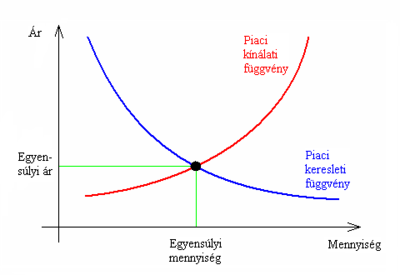 Ár
Piaci
kínálati
függvény
Egyen-
súlyi ár
Piaci
keresleti
függvény
Egyensúlyi
mennyiség
Mennyiség